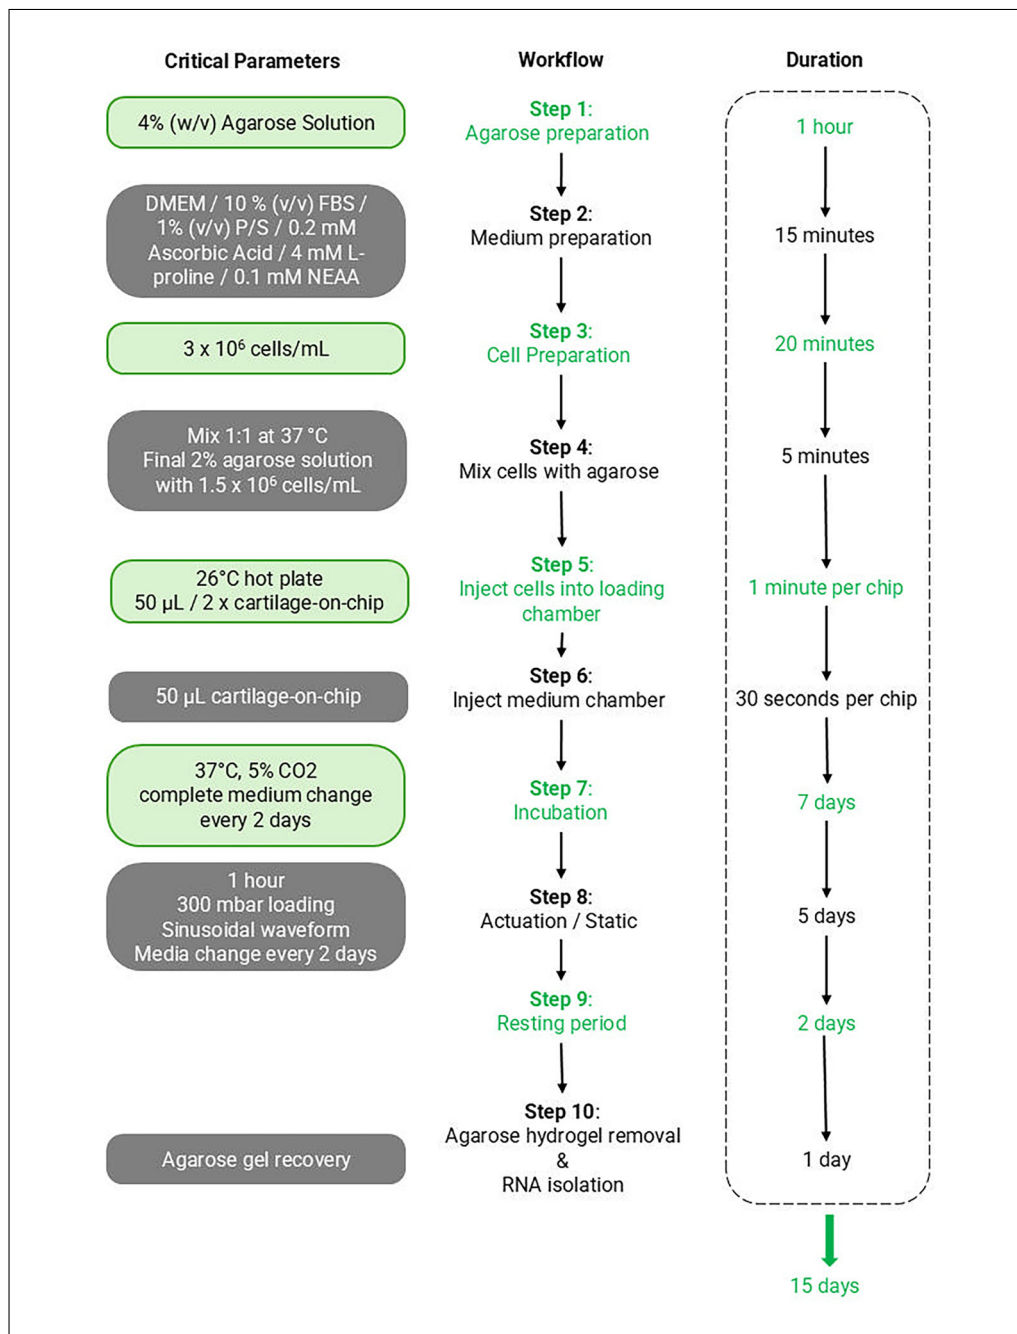 Critical Parameters
Workflow
Duration
4% (w/v) Agarose Solution
Step 1:
Agarose preparation
1 hour
DMEM / 10 % (v/v) FBS /
1% (v/v) P/S / 0.2 mM
Ascorbic Acid / 4 mM L-
proline / 0.1 mM NEAA
Step 2:
Medium preparation
15 minutes
3 x 10⁶ cells/mL
Step 3:
Cell Preparation
20 minutes
Mix 1:1 at 37 °C
Final 2% agarose solution
with 1.5 x 10⁶ cells/mL
Step 4:
Mix cells with agarose
5 minutes
26°C hot plate
50 µL / 2 x cartilage-on-chip
Step 5:
Inject cells into loading
chamber
1 minute per chip
50 µL cartilage-on-chip
Step 6:
Inject medium chamber
30 seconds per chip
37°C, 5% CO2
complete medium change
every 2 days
Step 7:
Incubation
7 days
1 hour
300 mbar loading
Sinusoidal waveform
Media change every 2 days
Step 8:
Actuation / Static
5 days
Step 9:
Resting period
2 days
Agarose gel recovery
Step 10:
Agarose hydrogel removal
&
RNA isolation
1 day
15 days